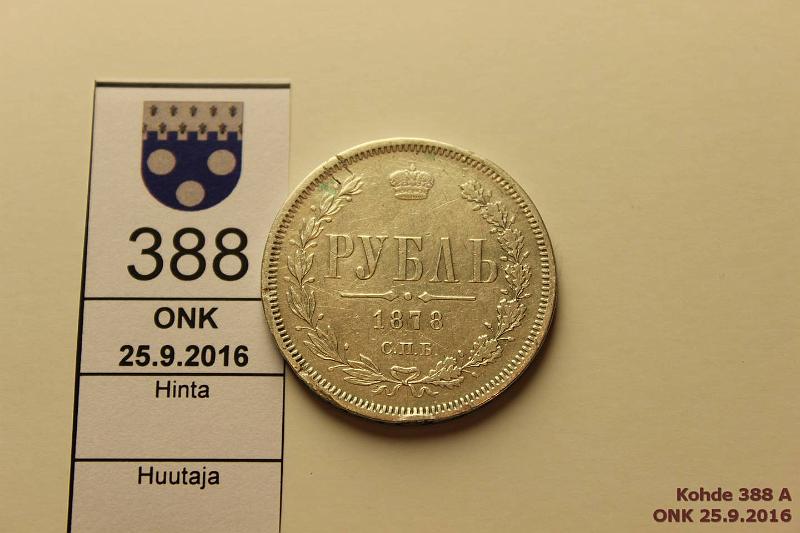 388
ONK
25.9.2016
Hinta
Huutaja
РУБЛЬ
1878
С.П.Б
Kohde 388 A
ONK 25.9.2016